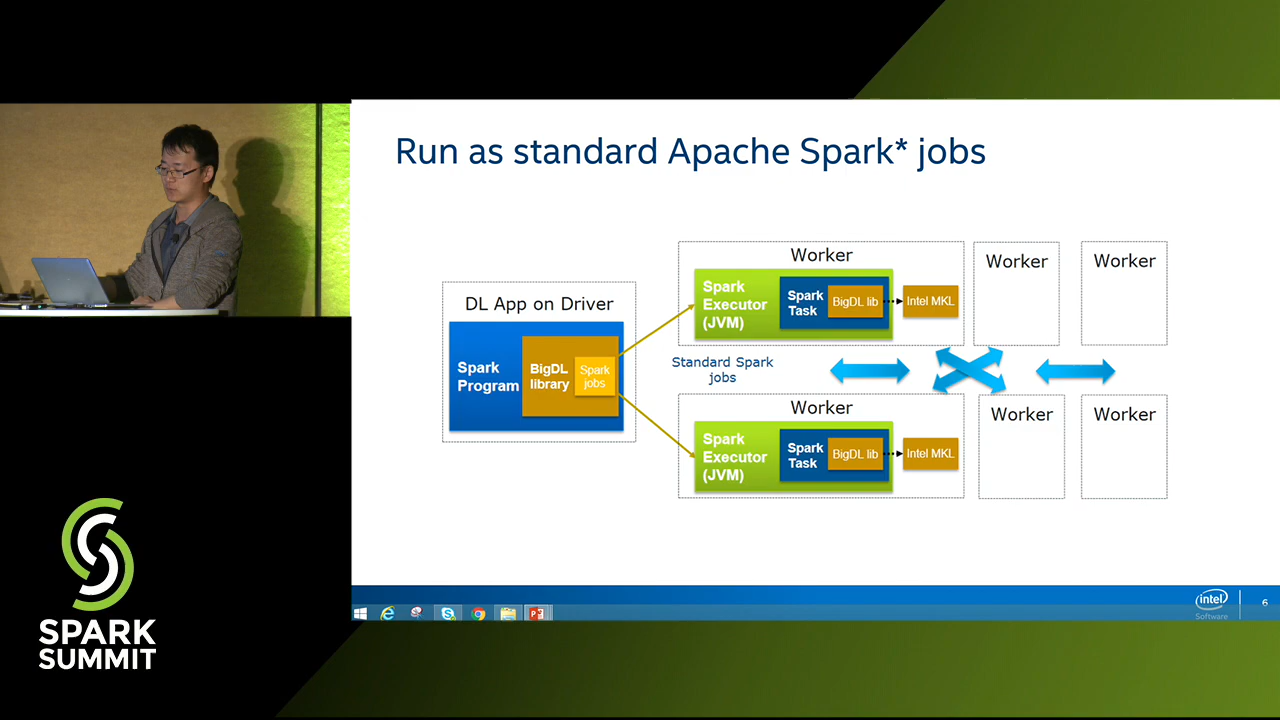 Run as standard Apache Spark* jobs
DL App on Driver
Spark
Program
BigDL
library
Spark
jobs
Worker
Spark
Executor
(JVM)
Spark
Task
BigDL lib
Intel MKL
Worker
Worker
Standard Spark
jobs
Worker
Spark
Executor
(JVM)
Spark
Task
BigDL lib
Intel MKL
Worker
Worker
intel
Software
6
SPARK
SUMMIT